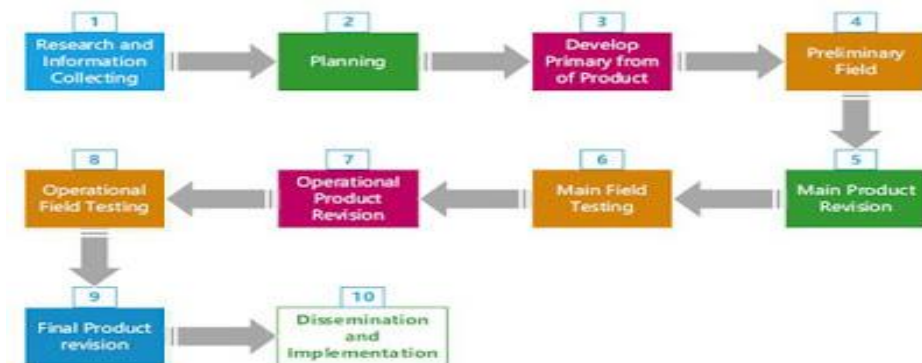 1
Research and
Information
Collecting
2
Planning
3
Develop
Primary from
of Product
4
Preliminary
Field
5
Main Product
Revision
6
Main Field
Testing
7
Operational
Product
Revision
8
Operational
Field Testing
9
Final Product
revision
10
Dissemination
and
Implementation